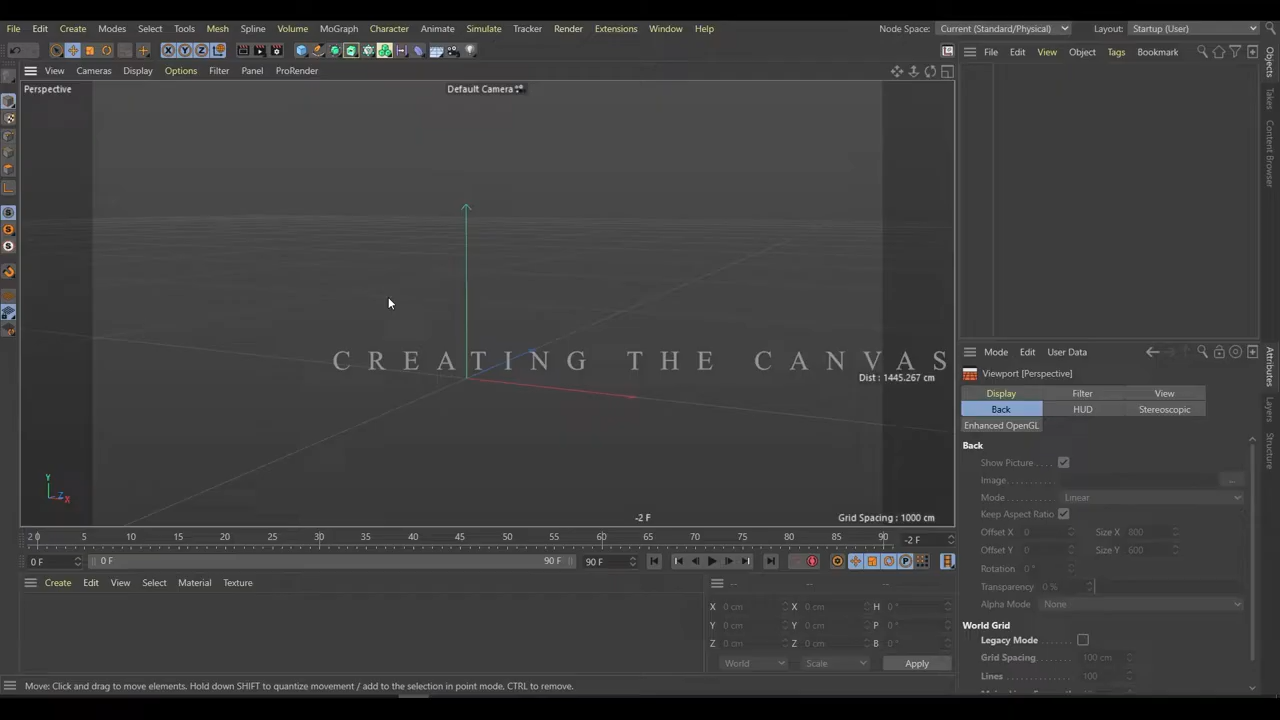 File Edit Create Modes Select Tools Mesh Spline Volume MoGraph Character Animate Simulate Tracker Render Extensions Window Help Node Space: Current (Standard/Physical) Layout: Startup (User)
X Y Z
File Edit View Object Tags Bookmark
View Cameras Display Options Filter Panel ProRender
Perspective
Default Camera
CREATING THE CANVAS
Dist : 1445.267 cm
Y
Z X
-2 F
Grid Spacing : 1000 cm
2 0 5 10 15 20 25 30 35 40 45 50 55 60 65 70 75 80 85 90 -2 F
0 F 0 F 90 F 90 F
Create Edit View Select Material Texture
-- -- --
X 0 cm X 0 cm H 0 °
Y 0 cm Y 0 cm P 0 °
Z 0 cm Z 0 cm B 0 °
World Scale Apply
Move: Click and drag to move elements. Hold down SHIFT to quantize movement / add to the selection in point mode, CTRL to remove.
Objects
Takes
Content Browser
Mode Edit User Data
Viewport [Perspective]
Display Filter View
Back HUD Stereoscopic
Enhanced OpenGL
Back
Show Picture
Image
Mode Linear
Keep Aspect Ratio
Offset X 0 Size X 800
Offset Y 0 Size Y 600
Rotation 0 °
Transparency 0 %
Alpha Mode None
World Grid
Legacy Mode
Grid Spacing 100 cm
Lines 100
Attributes
Layers
Structure